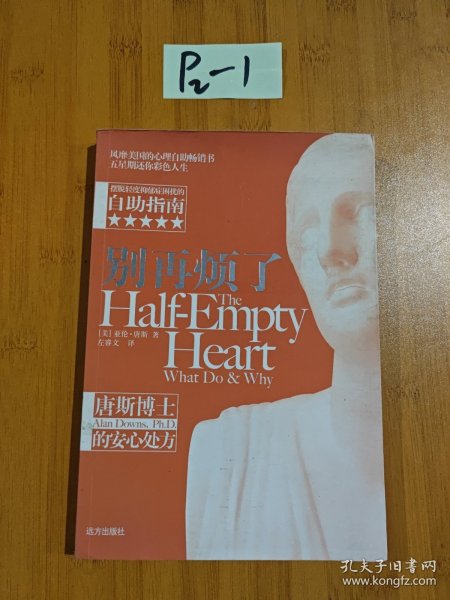 P2-1
风靡美国的心理自助畅销书
五星期还你彩色人生
摆脱轻度抑郁症困扰的
自助指南
★★★★★
别再烦了
The
Half-Empty
Heart
[美] 亚伦·唐斯 著
左睿文 译
What Do & Why
唐斯博士
Alan Downs, Ph.D.
的安心处方
远方出版社
孔夫子旧书网
www.kongfz.com